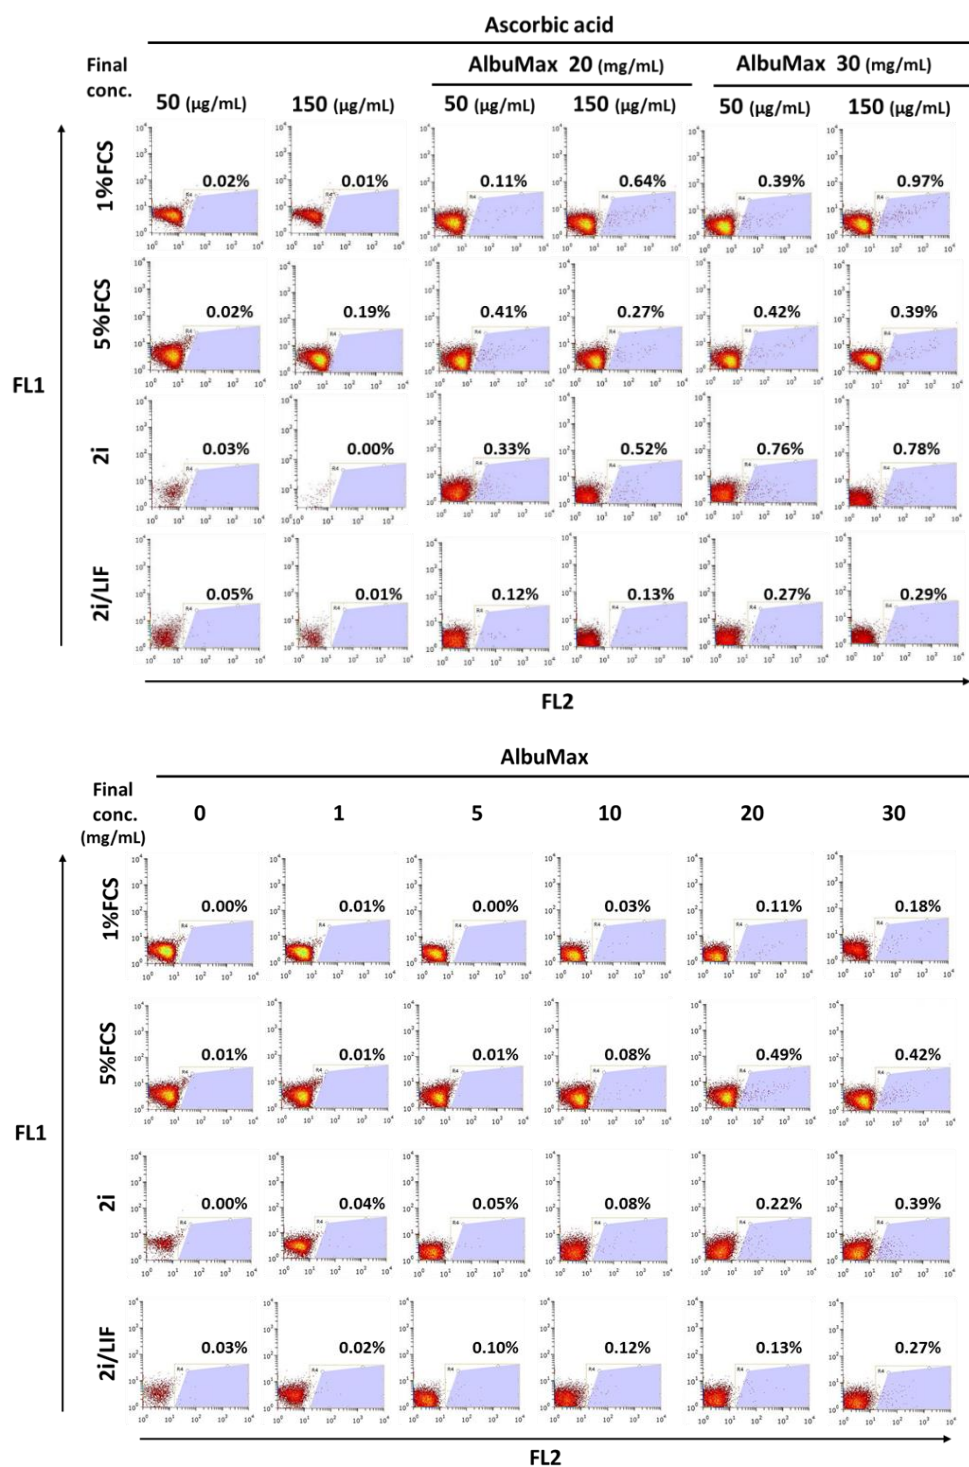 Ascorbic acid
Final conc.
AlbuMax 20 (mg/mL)
AlbuMax 30 (mg/mL)
50 (µg/mL)
150 (µg/mL)
50 (µg/mL)
150 (µg/mL)
50 (µg/mL)
150 (µg/mL)
1%FCS
0.02%
0.01%
0.11%
0.64%
0.39%
0.97%
5%FCS
0.02%
0.19%
0.41%
0.27%
0.42%
0.39%
FL1
2i
0.03%
0.00%
0.33%
0.52%
0.76%
0.78%
2i/LIF
0.05%
0.01%
0.12%
0.13%
0.27%
0.29%
FL2
AlbuMax
Final
conc.
(mg/mL)
0
1
5
10
20
30
1%FCS
0.00%
0.01%
0.00%
0.03%
0.11%
0.18%
5%FCS
0.01%
0.01%
0.01%
0.08%
0.49%
0.42%
FL1
2i
0.00%
0.04%
0.05%
0.08%
0.22%
0.39%
2i/LIF
0.03%
0.02%
0.10%
0.12%
0.13%
0.27%
FL2